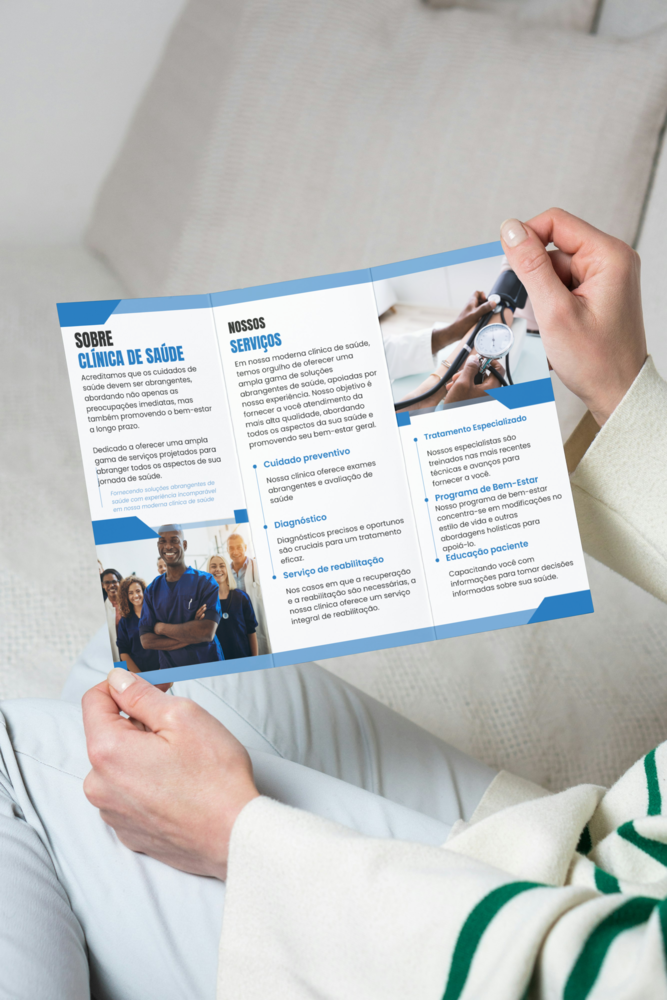 SOBRE
CLÍNICA DE SAÚDE
Acreditamos que os cuidados de
saúde devem ser abrangentes,
abordando não apenas as
preocupações imediatas, mas
também promovendo o bem-estar
a longo prazo.
Dedicado a oferecer uma ampla
gama de serviços projetados para
abranger todos os aspectos de sua
jornada de saúde.
Fornecendo soluções abrangentes de
saúde com experiência incomparável
em nossa moderna clínica de saúde
NOSSOS
SERVIÇOS
Em nossa moderna clínica de saúde,
temos orgulho de oferecer uma
ampla gama de soluções
abrangentes de saúde, apoiadas por
nossa experiência. Nosso objetivo é
fornecer a você atendimento da
mais alta qualidade, abordando
todos os aspectos da sua saúde e
promovendo seu bem-estar geral.
Cuidado preventivo
Nossa clínica oferece exames
abrangentes e avaliação de
saúde
Diagnóstico
Diagnósticos precisos e oportunos
são cruciais para um tratamento
eficaz.
Serviço de reabilitação
Nos casos em que a recuperação
e a reabilitação são necessárias, a
nossa clínica oferece um serviço
integral de reabilitação.
Tratamento Especializado
Nossos especialistas são
treinados nas mais recentes
técnicas e avanços para
fornecer a você.
Programa de Bem-Estar
Nosso programa de bem-estar
concentra-se em modificações no
estilo de vida e outras
abordagens holísticas para
apoiá-lo.
Educação paciente
Capacitando você com
informações para tomar decisões
informadas sobre sua saúde.